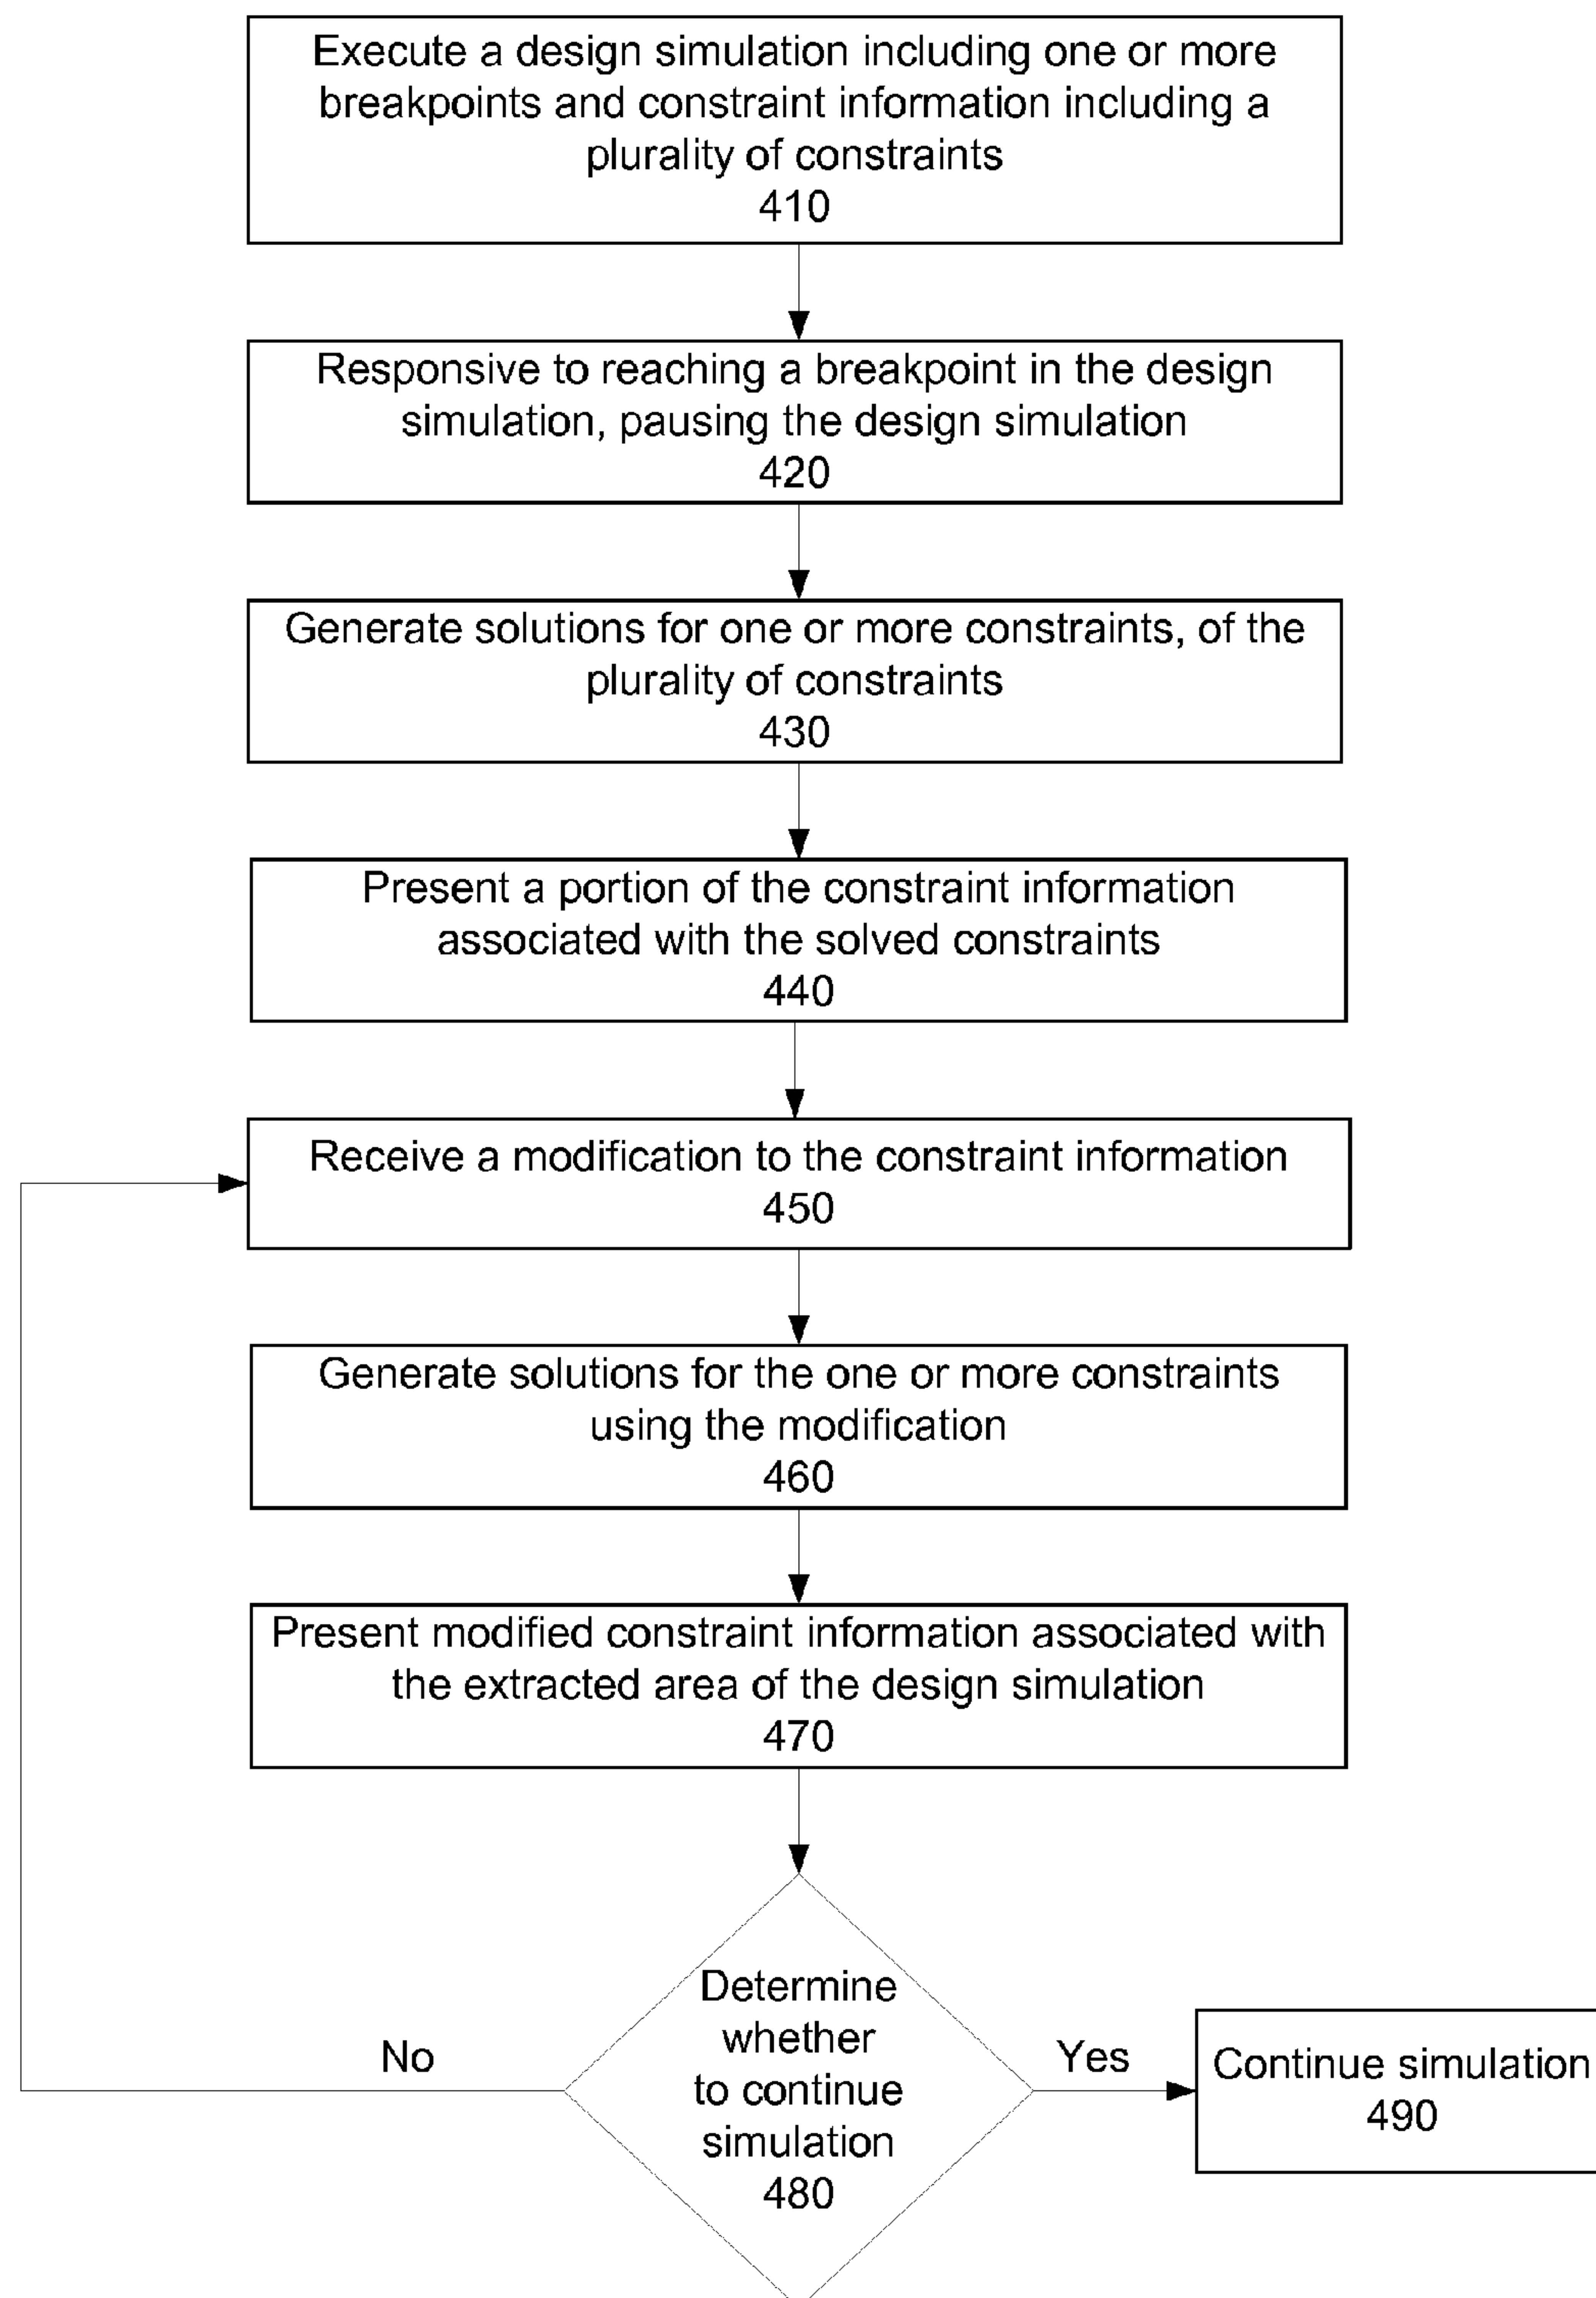 Execute a design simulation including one or more
breakpoints and constraint information including a
plurality of constraints
410
Responsive to reaching a breakpoint in the design
simulation, pausing the design simulation
420
Generate solutions for one or more constraints, of the
plurality of constraints
430
Present a portion of the constraint information
associated with the solved constraints
440
Receive a modification to the constraint information
450
Generate solutions for the one or more constraints
using the modification
460
Present modified constraint information associated with
the extracted area of the design simulation
470
Determine
whether
to continue
simulation
480
No
Yes
Continue simulation
490